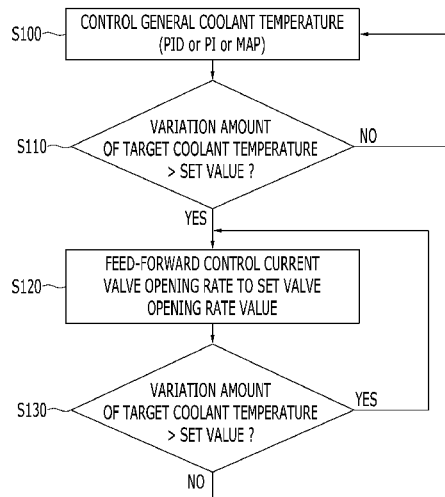 S100
CONTROL GENERAL COOLANT TEMPERATURE
(PID or PI or MAP)
S110
VARIATION AMOUNT
OF TARGET COOLANT TEMPERATURE
> SET VALUE ?
NO
YES
S120
FEED-FORWARD CONTROL CURRENT
VALVE OPENING RATE TO SET VALVE
OPENING RATE VALUE
S130
VARIATION AMOUNT
OF TARGET COOLANT TEMPERATURE
> SET VALUE ?
YES
NO